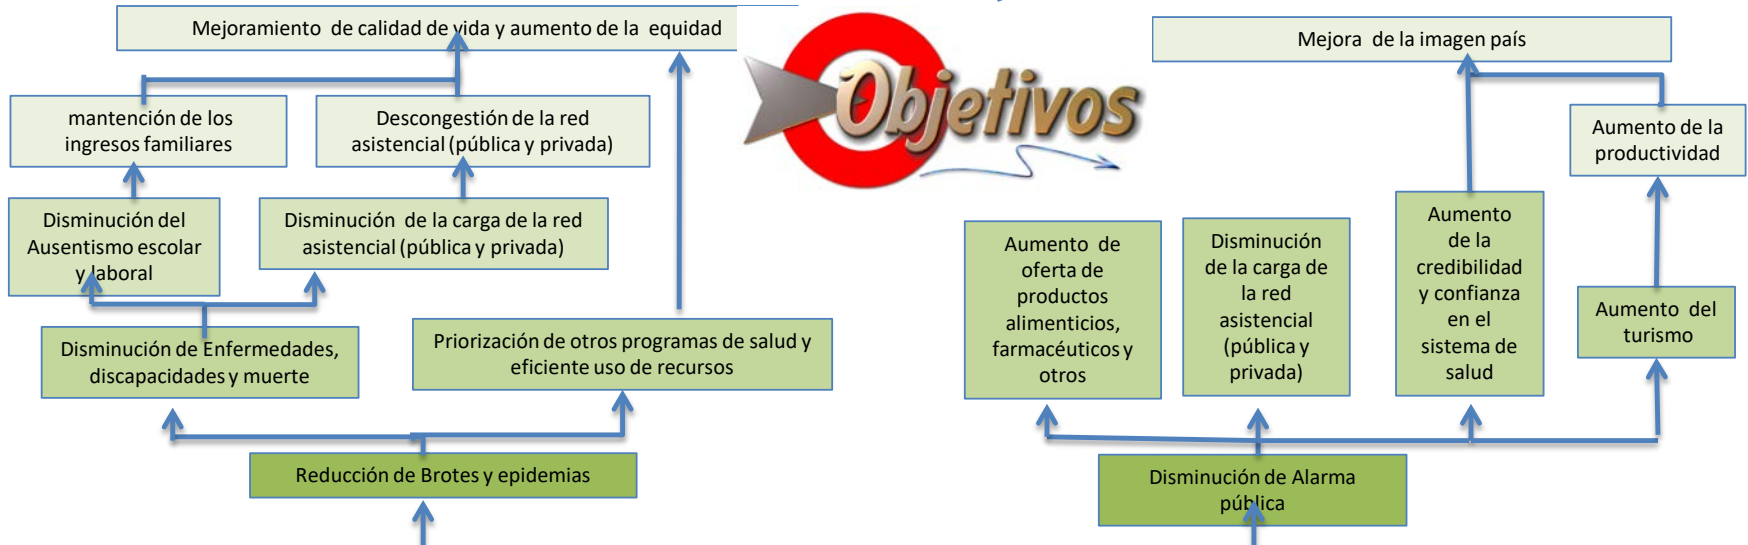 Mejoramiento de calidad de vida y aumento de la equidad
mantención de los
ingresos familiares
Descongestión de la red
asistencial (pública y privada)
Disminución del
Ausentismo escolar
y laboral
Disminución de la carga de la red
asistencial (pública y privada)
Disminución de Enfermedades,
discapacidades y muerte
Priorización de otros programas de salud y
eficiente uso de recursos
Reducción de Brotes y epidemias
Objetivos
Mejora de la imagen país
Aumento de la
productividad
Aumento de
oferta de
productos
alimenticios,
farmacéuticos y
otros
Disminución
de la carga de
la red
asistencial
(pública y
privada)
Aumento
de la
credibilidad
y confianza
en el
sistema de
salud
Aumento del
turismo
Disminución de Alarma
pública